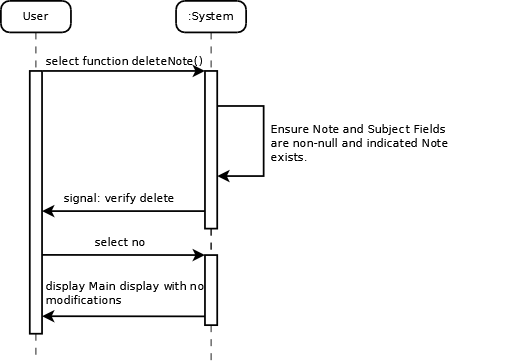 User
:System
select function deleteNote()
Ensure Note and Subject Fields
are non-null and indicated Note
exists.
signal: verify delete
select no
display Main display with no
modifications